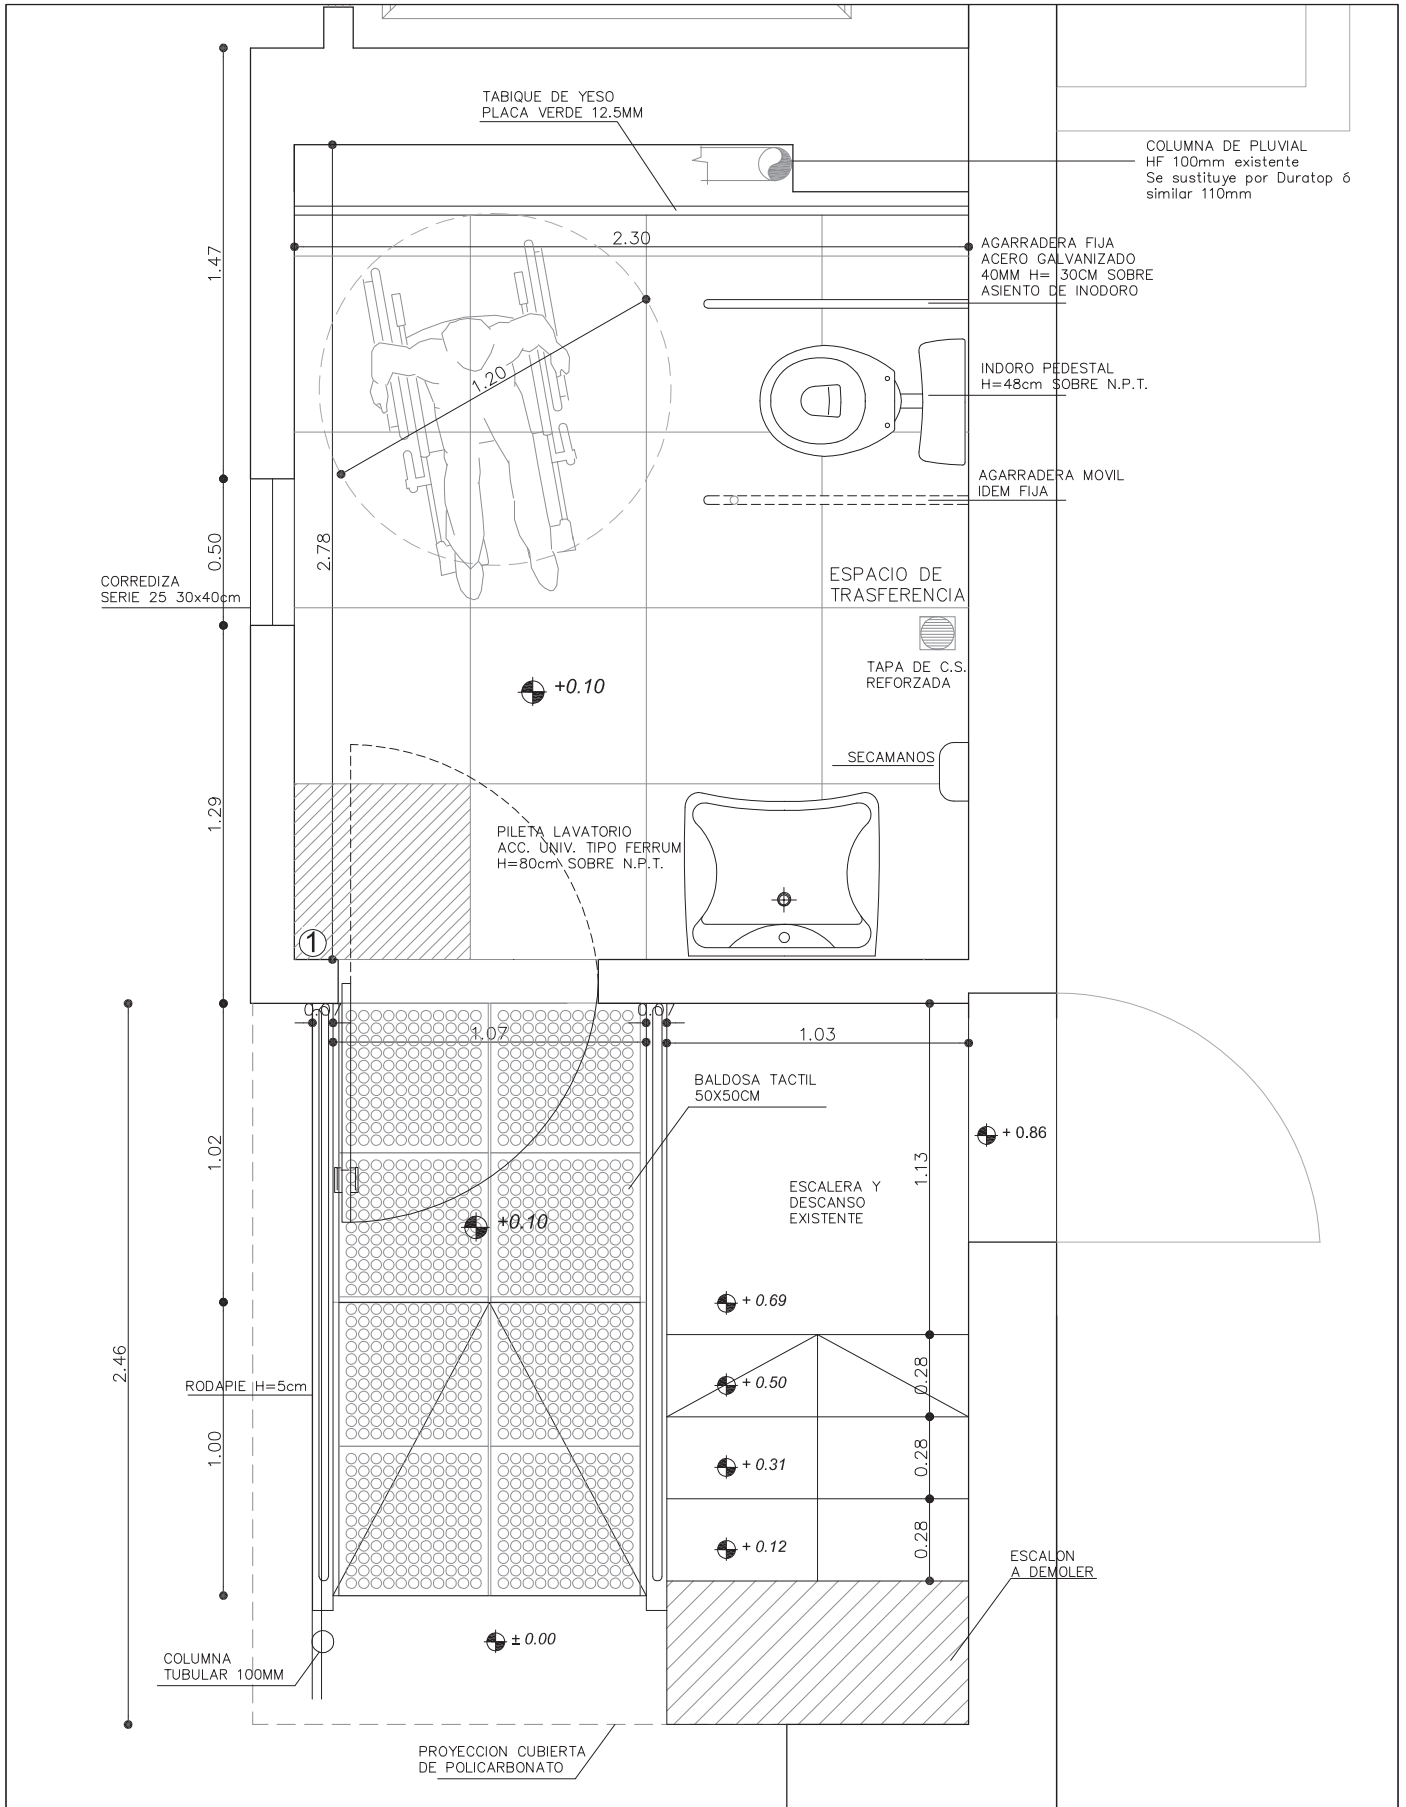 TABIQUE DE YESO
PLACA VERDE 12.5MM
COLUMNA DE PLUVIAL
HF 100mm existente
Se sustituye por Duratop ó
similar 110mm
2.30
AGARRADERA FIJA
ACERO GALVANIZADO
40MM H= 30CM SOBRE
ASIENTO DE INODORO
1.47
1.20
INDORO PEDESTAL
H=48cm SOBRE N.P.T.
AGARRADERA MOVIL
IDEM FIJA
0.50
2.78
CORREDIZA
SERIE 25 30x40cm
ESPACIO DE
TRASFERENCIA
TAPA DE C.S.
REFORZADA
+0.10
SECAMANOS
1.29
PILETA LAVATORIO
ACC. UNIV. TIPO FERRUM
H=80cm SOBRE N.P.T.
1
0.07
0.07
1.07
1.03
BALDOSA TACTIL
50X50CM
+ 0.86
1.02
1.13
ESCALERA Y
DESCANSO
EXISTENTE
+0.10
+ 0.69
2.46
0.28
+ 0.50
RODAPIE H=5cm
1.00
0.28
+ 0.31
0.28
+ 0.12
ESCALON
A DEMOLER
± 0.00
COLUMNA
TUBULAR 100MM
PROYECCION CUBIERTA
DE POLICARBONATO